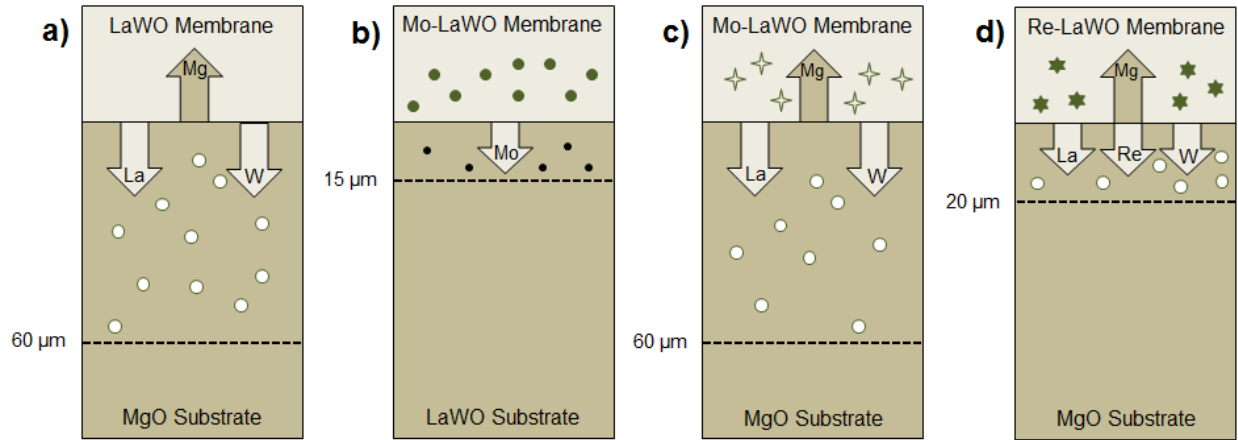 a)
LaWO Membrane
Mg
La
W
60 µm
MgO Substrate
b)
Mo-LaWO Membrane
Mo
15 µm
LaWO Substrate
c)
Mo-LaWO Membrane
Mg
La
W
60 µm
MgO Substrate
d)
Re-LaWO Membrane
Mg
La
Re
W
20 µm
MgO Substrate